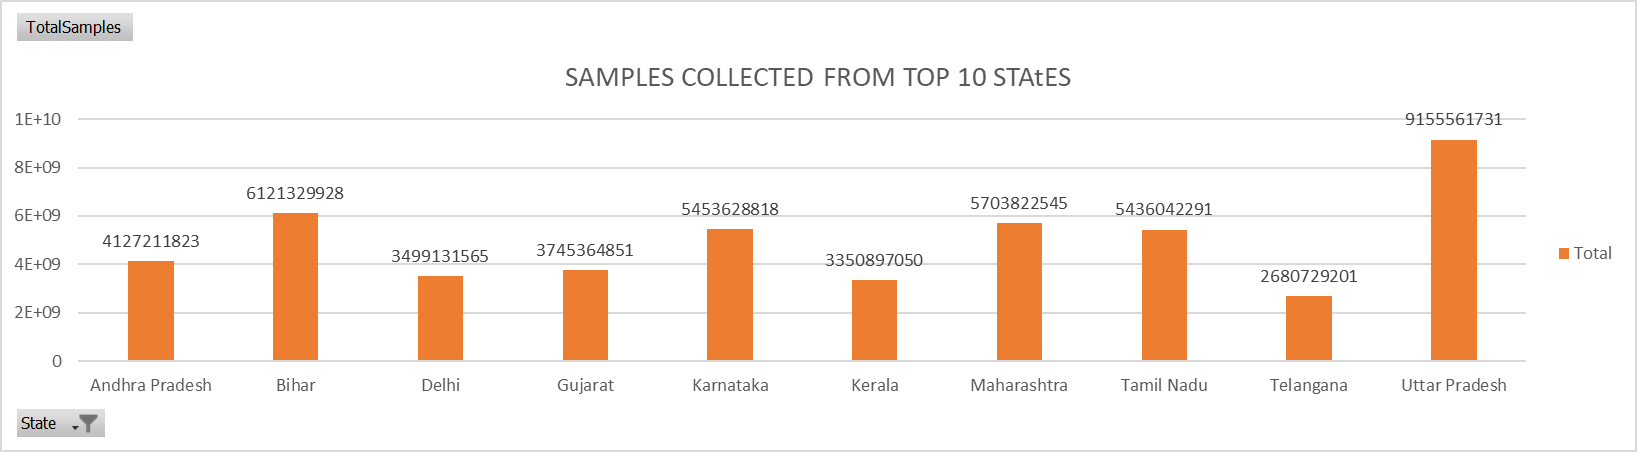 TotalSamples
SAMPLES COLLECTED FROM TOP 10 STAtES
1E+10
8E+09
6E+09
4E+09
2E+09
0
4127211823
6121329928
3499131565
3745364851
5453628818
3350897050
5703822545
5436042291
2680729201
9155561731
Andhra Pradesh
Bihar
Delhi
Gujarat
Karnataka
Kerala
Maharashtra
Tamil Nadu
Telangana
Uttar Pradesh
Total
State